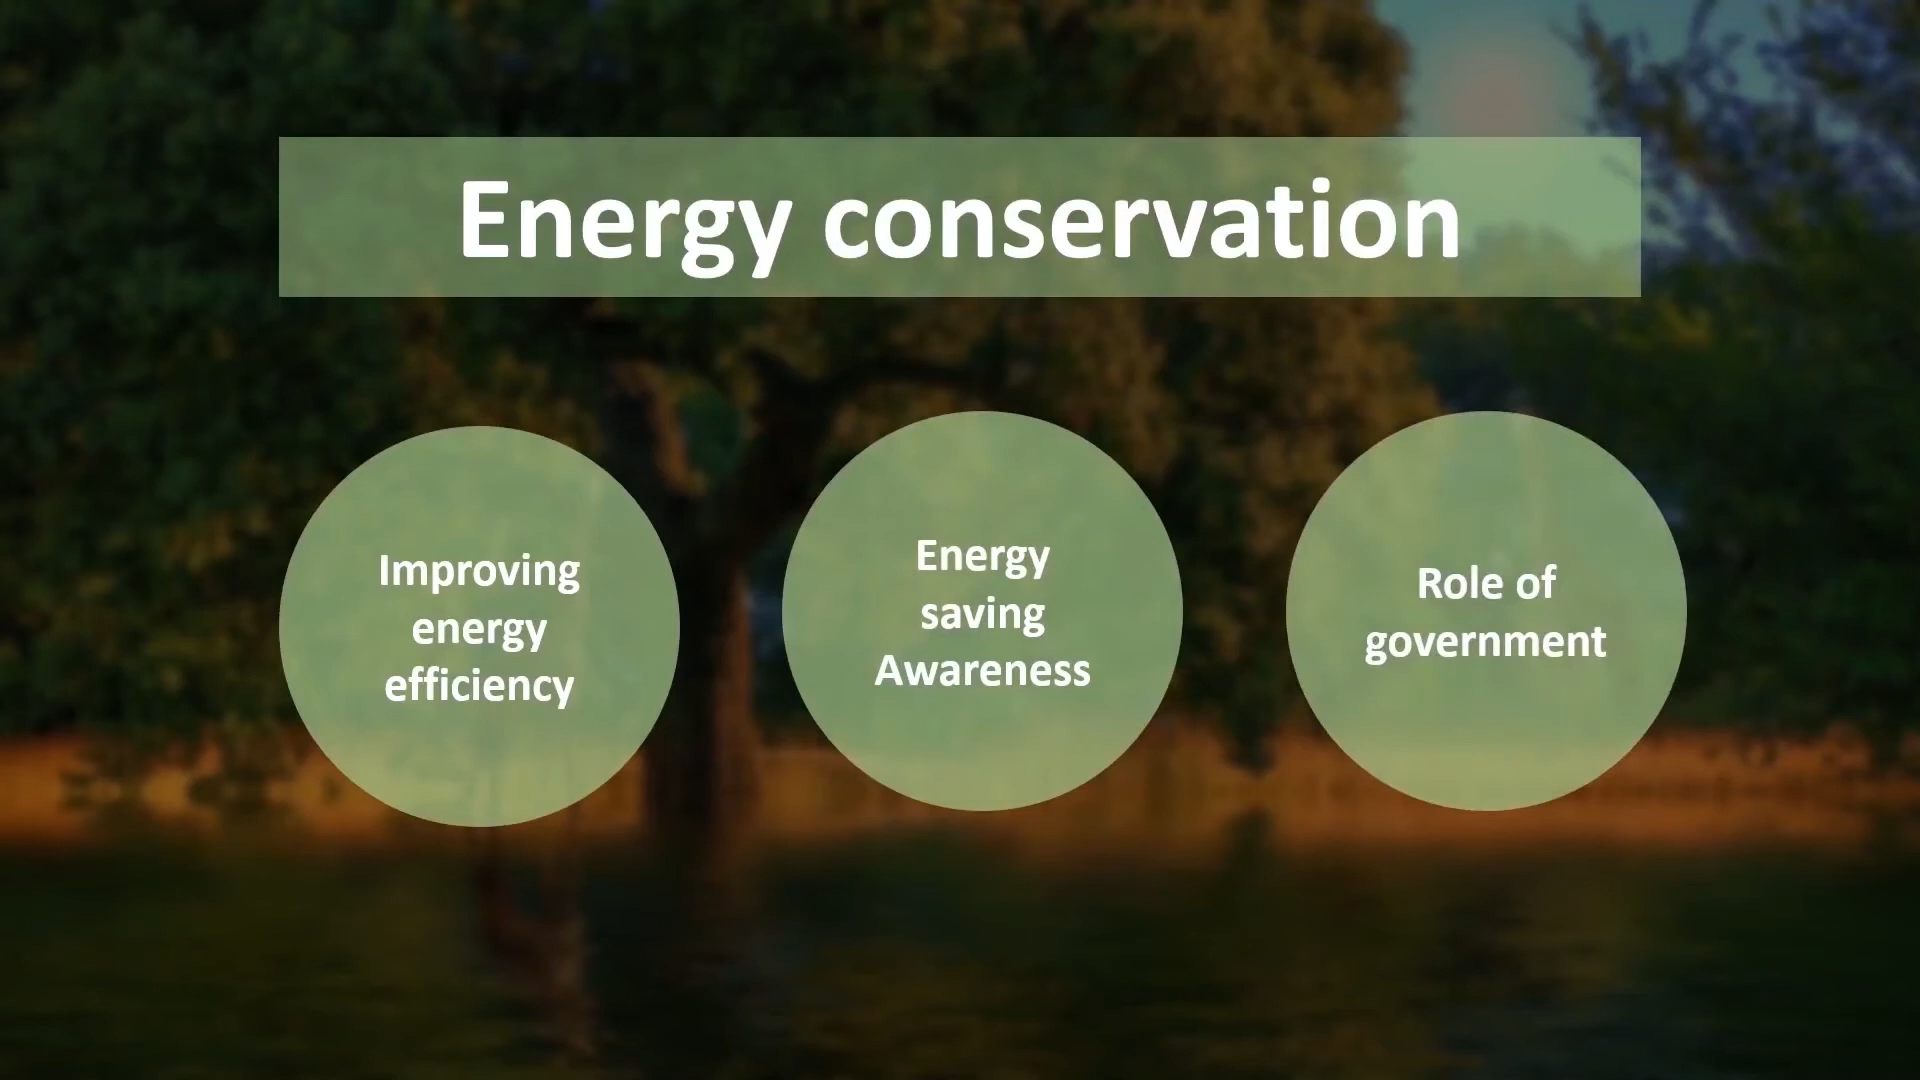 Energy conservation
Improving
energy
efficiency
Energy
saving
Awareness
Role of
government